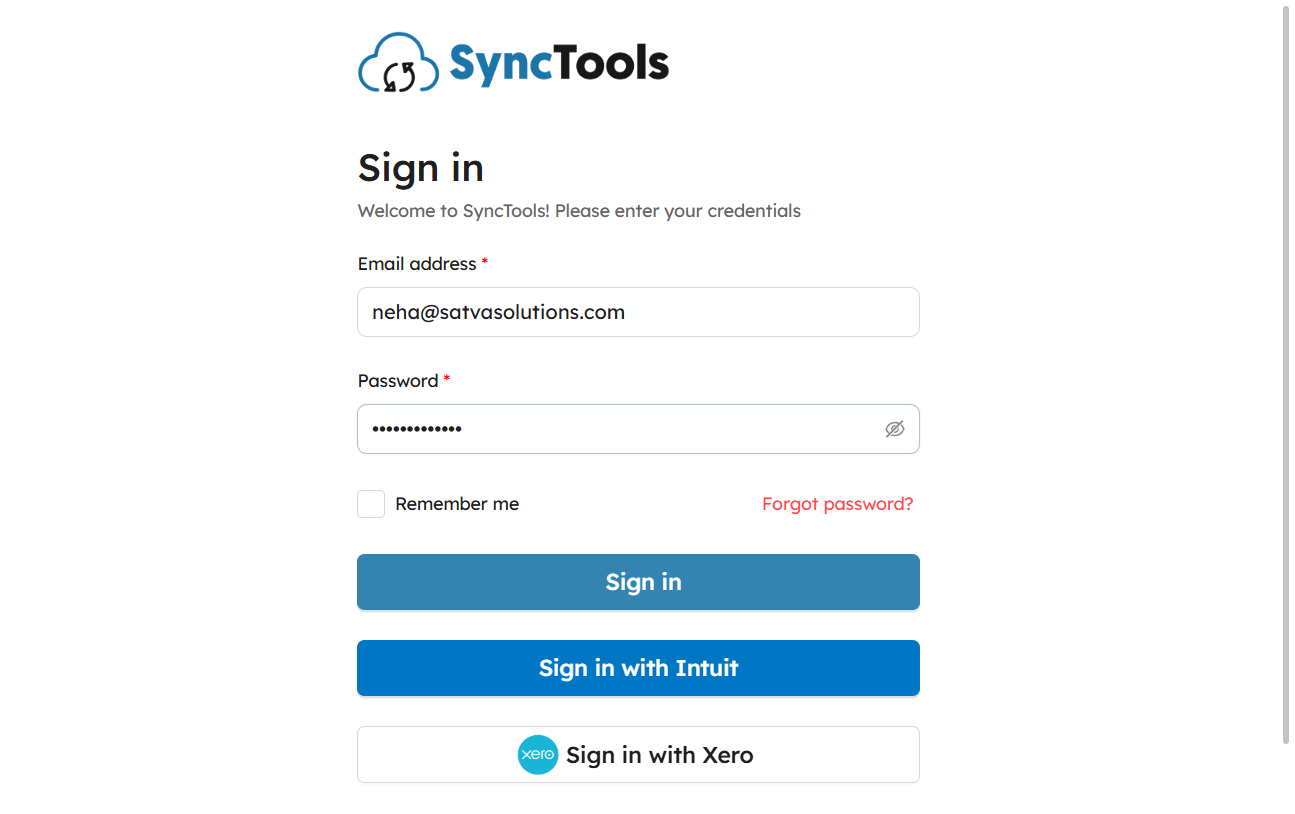 SyncTools
Sign in
Welcome to SyncTools! Please enter your credentials
Email address *
neha@satvasolutions.com
Password *
•••••••••••••
Remember me
Forgot password?
Sign in
Sign in with Intuit
xero Sign in with Xero